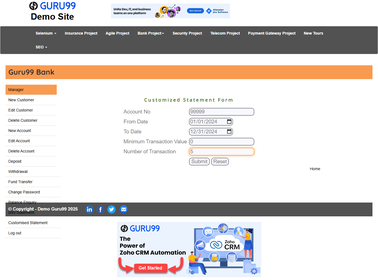 GURU99
Demo Site
Selenium Insurance Project Agile Project Bank Project Security Project Telecom Project Payment Gateway Project New Tours
SEO
Guru99 Bank
Manager
New Customer
Edit Customer
Delete Customer
New Account
Edit Account
Delete Account
Deposit
Withdrawal
Fund Transfer
Change Password
Customized Statement
Log out
Customized Statement Form
Account No 99999
From Date 01/01/2024
To Date 12/31/2024
Minimum Transaction Value 0
Number of Transaction 5
Submit Reset
Home
© Copyright - Demo Guru99 2025
GURU99
The
Power of
Zoho CRM Automation
Get Started
ZOHO
CRM